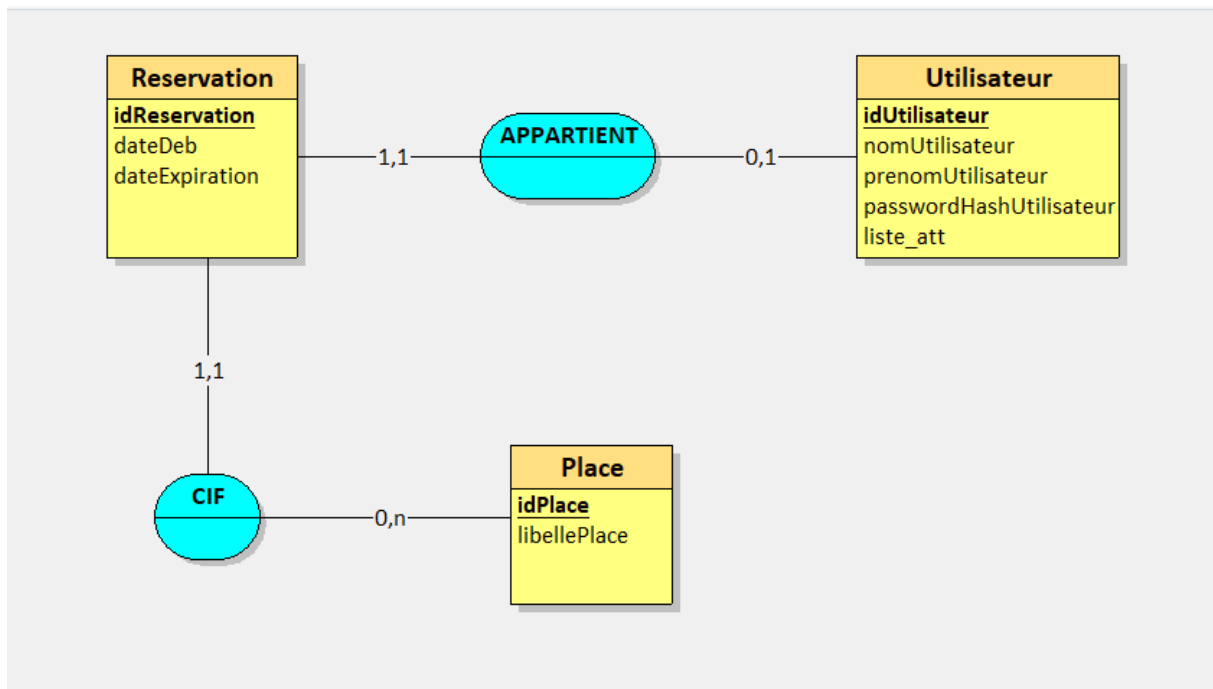 Reservation
idReservation
dateDeb
dateExpiration
1,1
APPARTIENT
0,1
Utilisateur
idUtilisateur
nomUtilisateur
prenomUtilisateur
passwordHashUtilisateur
liste_att
1,1
CIF
0,n
Place
idPlace
libellePlace